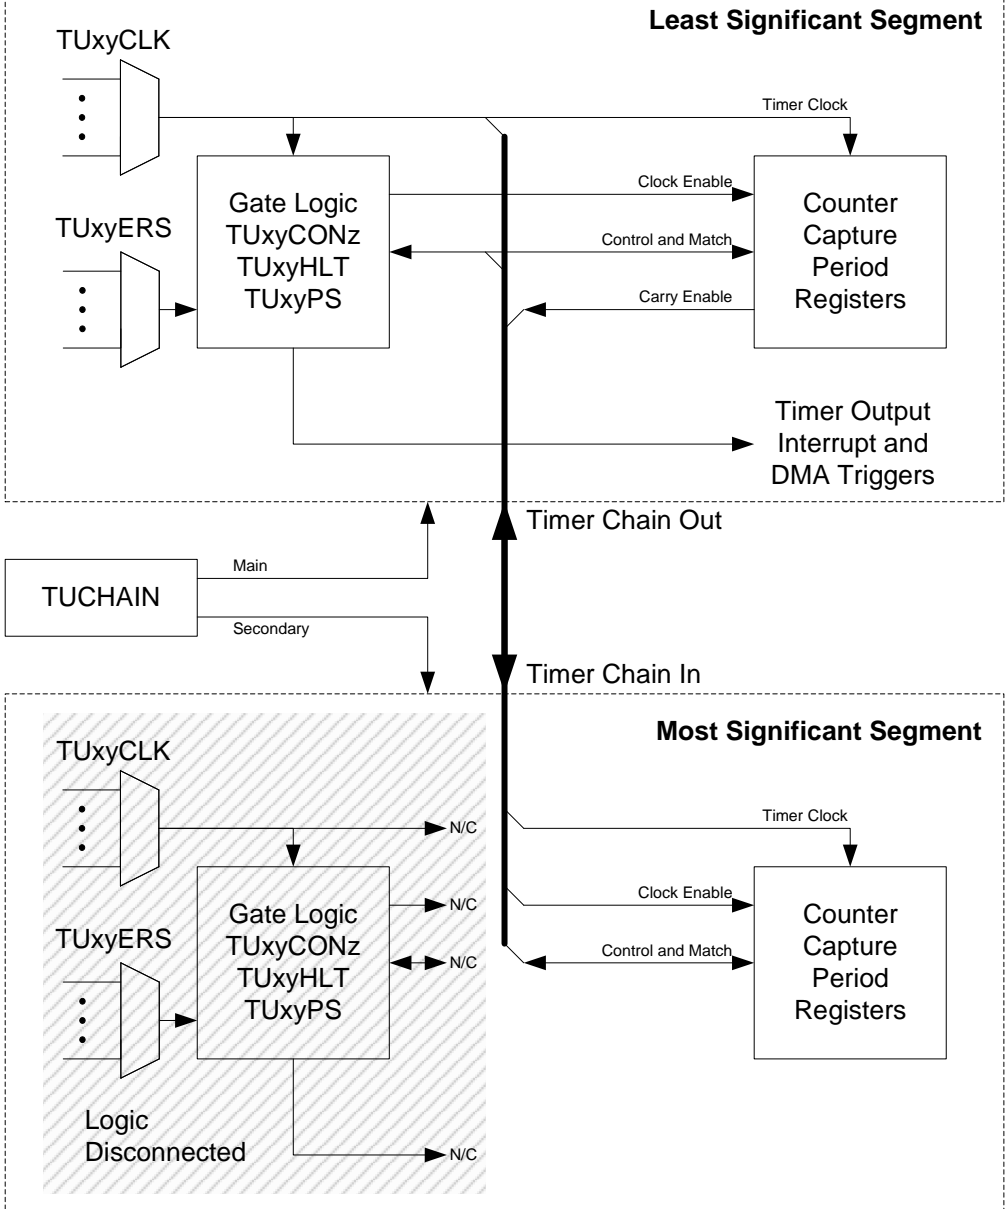 Least Significant Segment
TUxyCLK
Timer Clock
Gate Logic
TUxyCONz
TUxyHLT
TUxyPS
Clock Enable
Control and Match
Carry Enable
Counter
Capture
Period
Registers
TUxyERS
Timer Output
Interrupt and
DMA Triggers
Timer Chain Out
TUCHAIN
Main
Secondary
Timer Chain In
Most Significant Segment
TUxyCLK
N/C
Timer Clock
Gate Logic
TUxyCONz
TUxyHLT
TUxyPS
N/C
N/C
Clock Enable
Control and Match
Counter
Capture
Period
Registers
TUxyERS
Logic
Disconnected
N/C